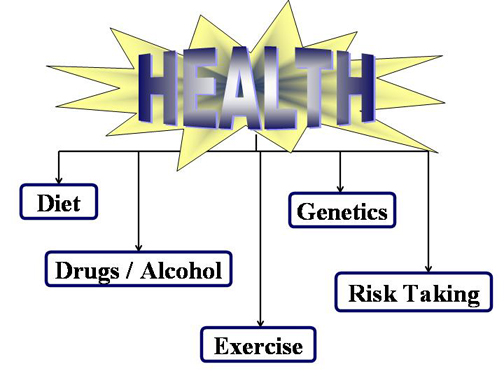 HEALTH
Diet
Genetics
Drugs / Alcohol
Risk Taking
Exercise